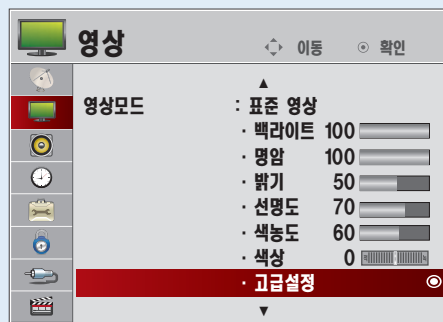 영상 이동 확인
영상모드 : 표준 영상
· 백라이트 100
· 명암 100
· 밝기 50
· 선명도 70
· 색농도 60
· 색상 0
· 고급설정